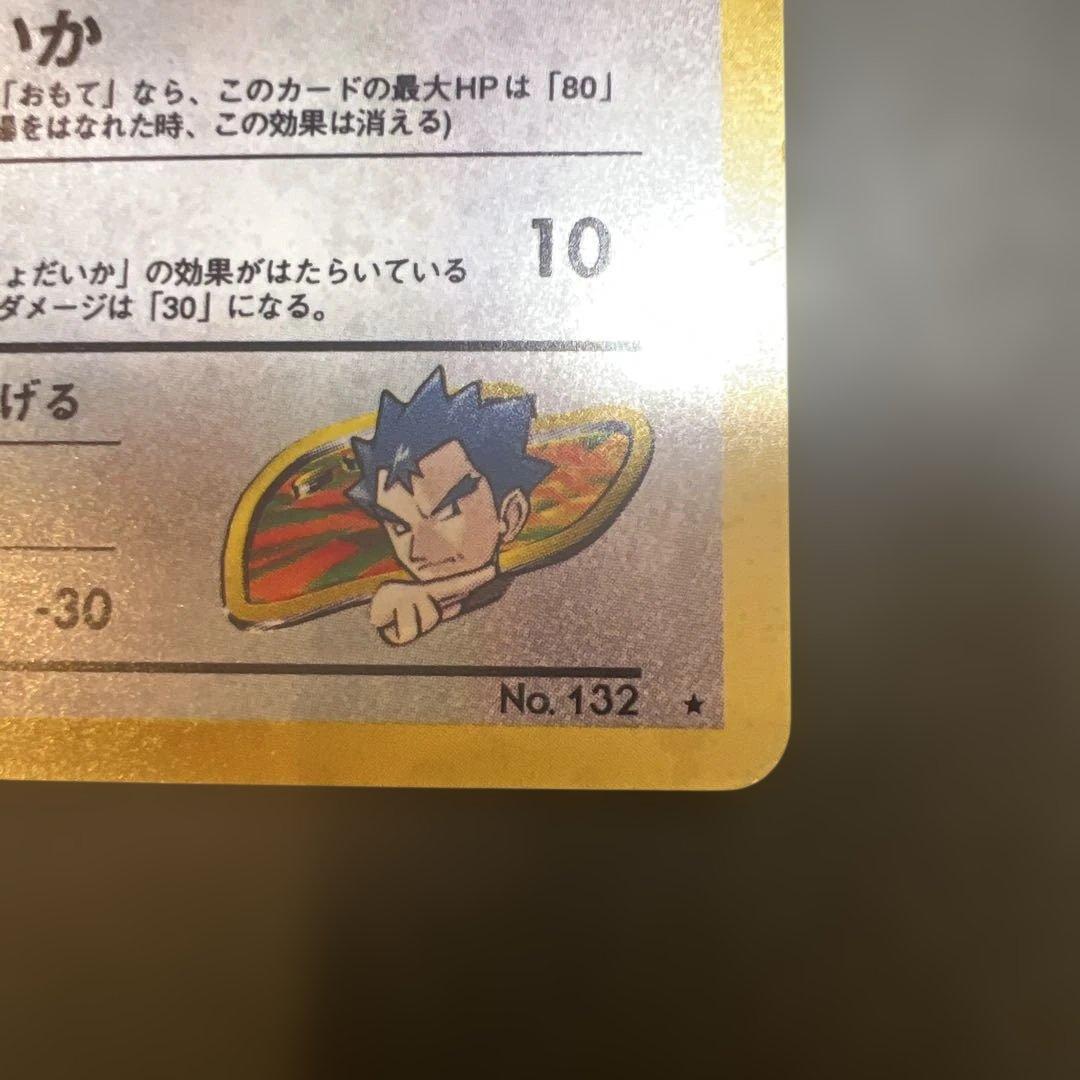 いか
「おもて」なら、このカードの最大HPは「80」
場をはなれた時、この効果は消える)
10
ょだいか」の効果がはたらいている
ダメージは「30」になる。
げる
-30
No. 132 ★